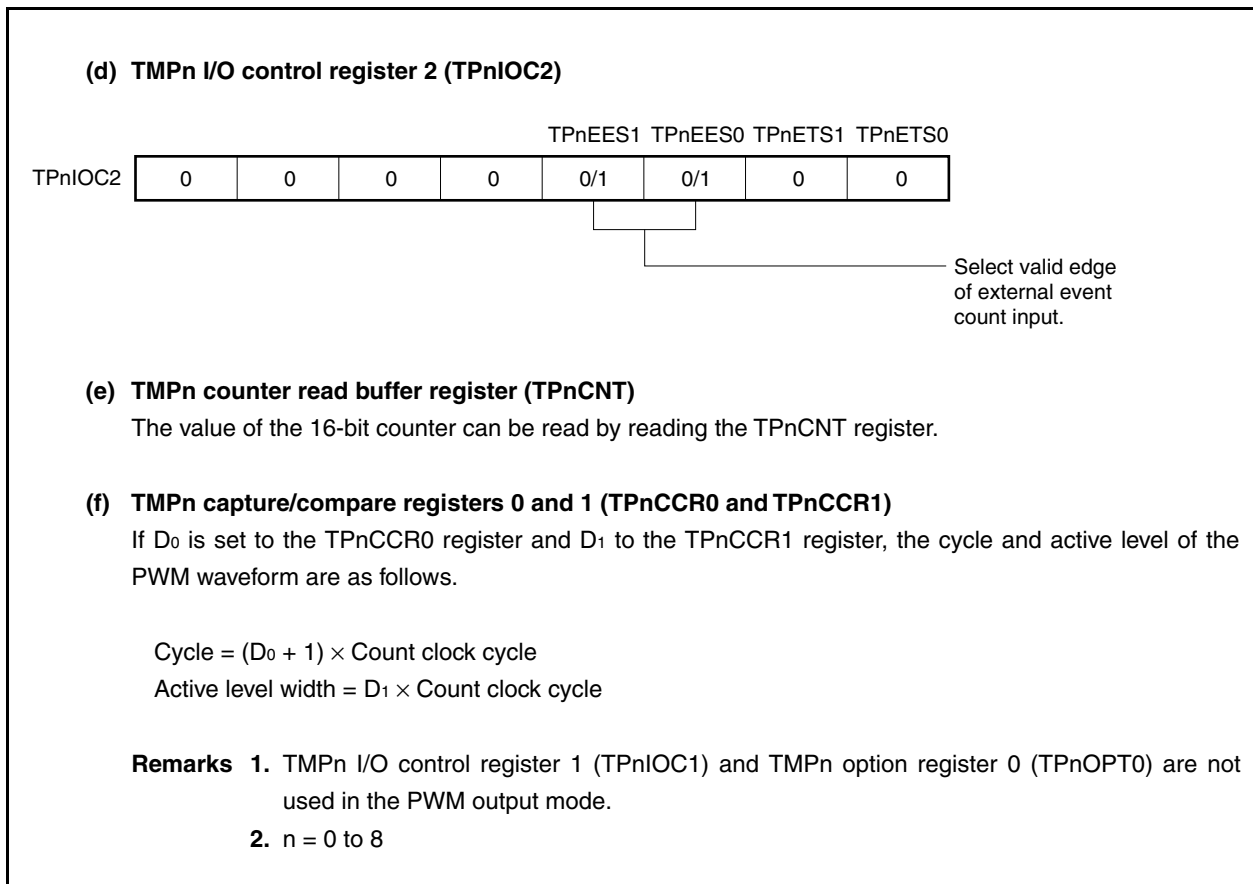 (d) TMPn I/O control register 2 (TPnIOC2)
TPnEES1 TPnEES0 TPnETS1 TPnETS0
TPnIOC2 0 0 0 0 0/1 0/1 0 0
Select valid edge
of external event
count input.
(e) TMPn counter read buffer register (TPnCNT)
The value of the 16-bit counter can be read by reading the TPnCNT register.
(f) TMPn capture/compare registers 0 and 1 (TPnCCR0 and TPnCCR1)
If D0 is set to the TPnCCR0 register and D1 to the TPnCCR1 register, the cycle and active level of the
PWM waveform are as follows.
Cycle = (D0 + 1) × Count clock cycle
Active level width = D1 × Count clock cycle
Remarks 1. TMPn I/O control register 1 (TPnIOC1) and TMPn option register 0 (TPnOPT0) are not
used in the PWM output mode.
2. n = 0 to 8